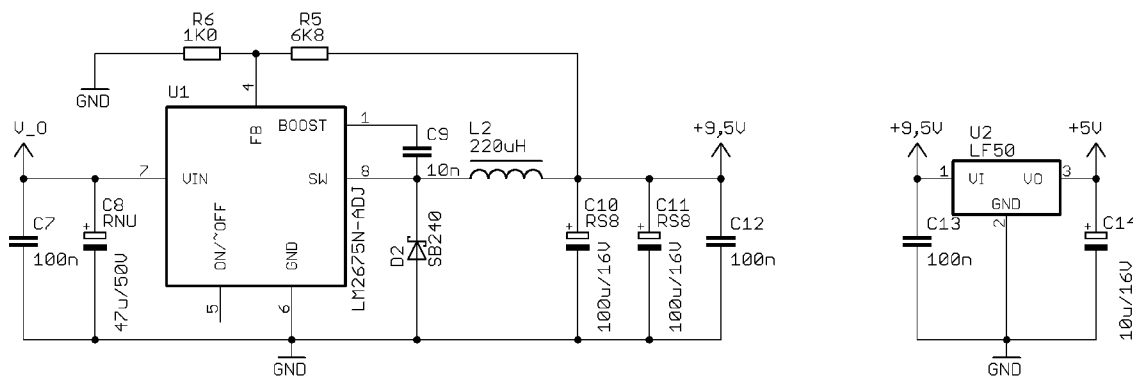 R6
1K0
R5
6K8
GND
4
U1
V_O
FB
BOOST
1
C9
10n
L2
220uH
+9,5V
7
VIN
SW
8
C7
100n
C8
RNU
47u/50V
ON/~OFF
GND
5
6
LM2675N-ADJ
D2
SB240
C10
RS8
100u/16V
C11
RS8
100u/16V
C12
100n
GND
+9,5V
U2
LF50
+5V
1
VI
VO
3
GND
2
C13
100n
C14
10u/16V
GND